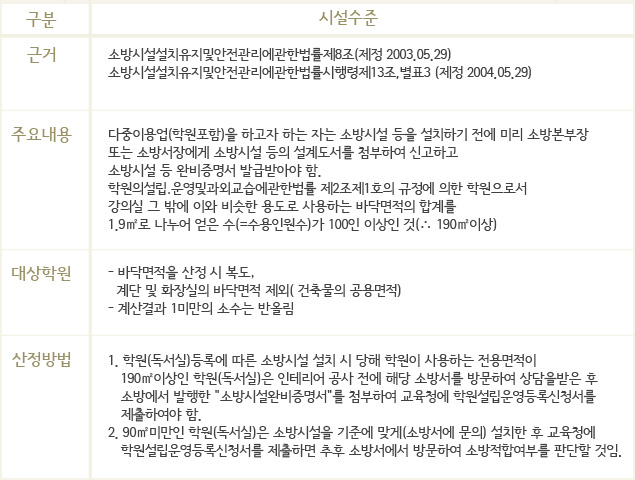 구분
시설수준
근거
소방시설설치유지및안전관리에관한법률제8조(제정 2003.05.29)
소방시설설치유지및안전관리에관한법률시행령제13조,별표3 (제정 2004.05.29)
주요내용
다중이용업(학원포함)을 하고자 하는 자는 소방시설 등을 설치하기 전에 미리 소방본부장
또는 소방서장에게 소방시설 등의 설계도서를 첨부하여 신고하고
소방시설 등 완비증명서 발급받아야 함.
학원의설립.운영및과외교습에관한법률 제2조제1호의 규정에 의한 학원으로서
강의실 그 밖에 이와 비슷한 용도로 사용하는 바닥면적의 합계를
1.9㎡로 나누어 얻은 수(=수용인원수)가 100인 이상인 것(∴ 190㎡이상)
대상학원
- 바닥면적을 산정 시 복도,
계단 및 화장실의 바닥면적 제외( 건축물의 공용면적)
- 계산결과 1미만의 소수는 반올림
산정방법
1. 학원(독서실)등록에 따른 소방시설 설치 시 당해 학원이 사용하는 전용면적이
190㎡이상인 학원(독서실)은 인테리어 공사 전에 해당 소방서를 방문하여 상담을받은 후
소방에서 발행한 "소방시설완비증명서"를 첨부하여 교육청에 학원설립운영등록신청서를
제출하여야 함.
2. 90㎡미만인 학원(독서실)은 소방시설을 기준에 맞게(소방서에 문의) 설치한 후 교육청에
학원설립운영등록신청서를 제출하면 추후 소방서에서 방문하여 소방적합여부를 판단할 것임.